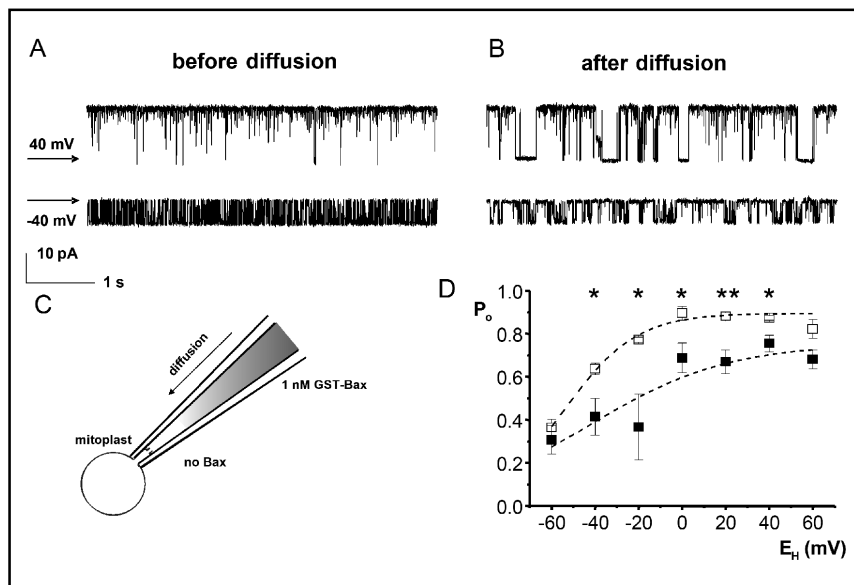 A
before diffusion
B
after diffusion
40 mV
-40 mV
10 pA
1 s
C
diffusion
1 nM GST-Bax
mitoplast
no Bax
D
Po
* * * ** *
1.0
0.8
0.6
0.4
0.2
0.0
-60 -40 -20 0 20 40 60
EH (mV)